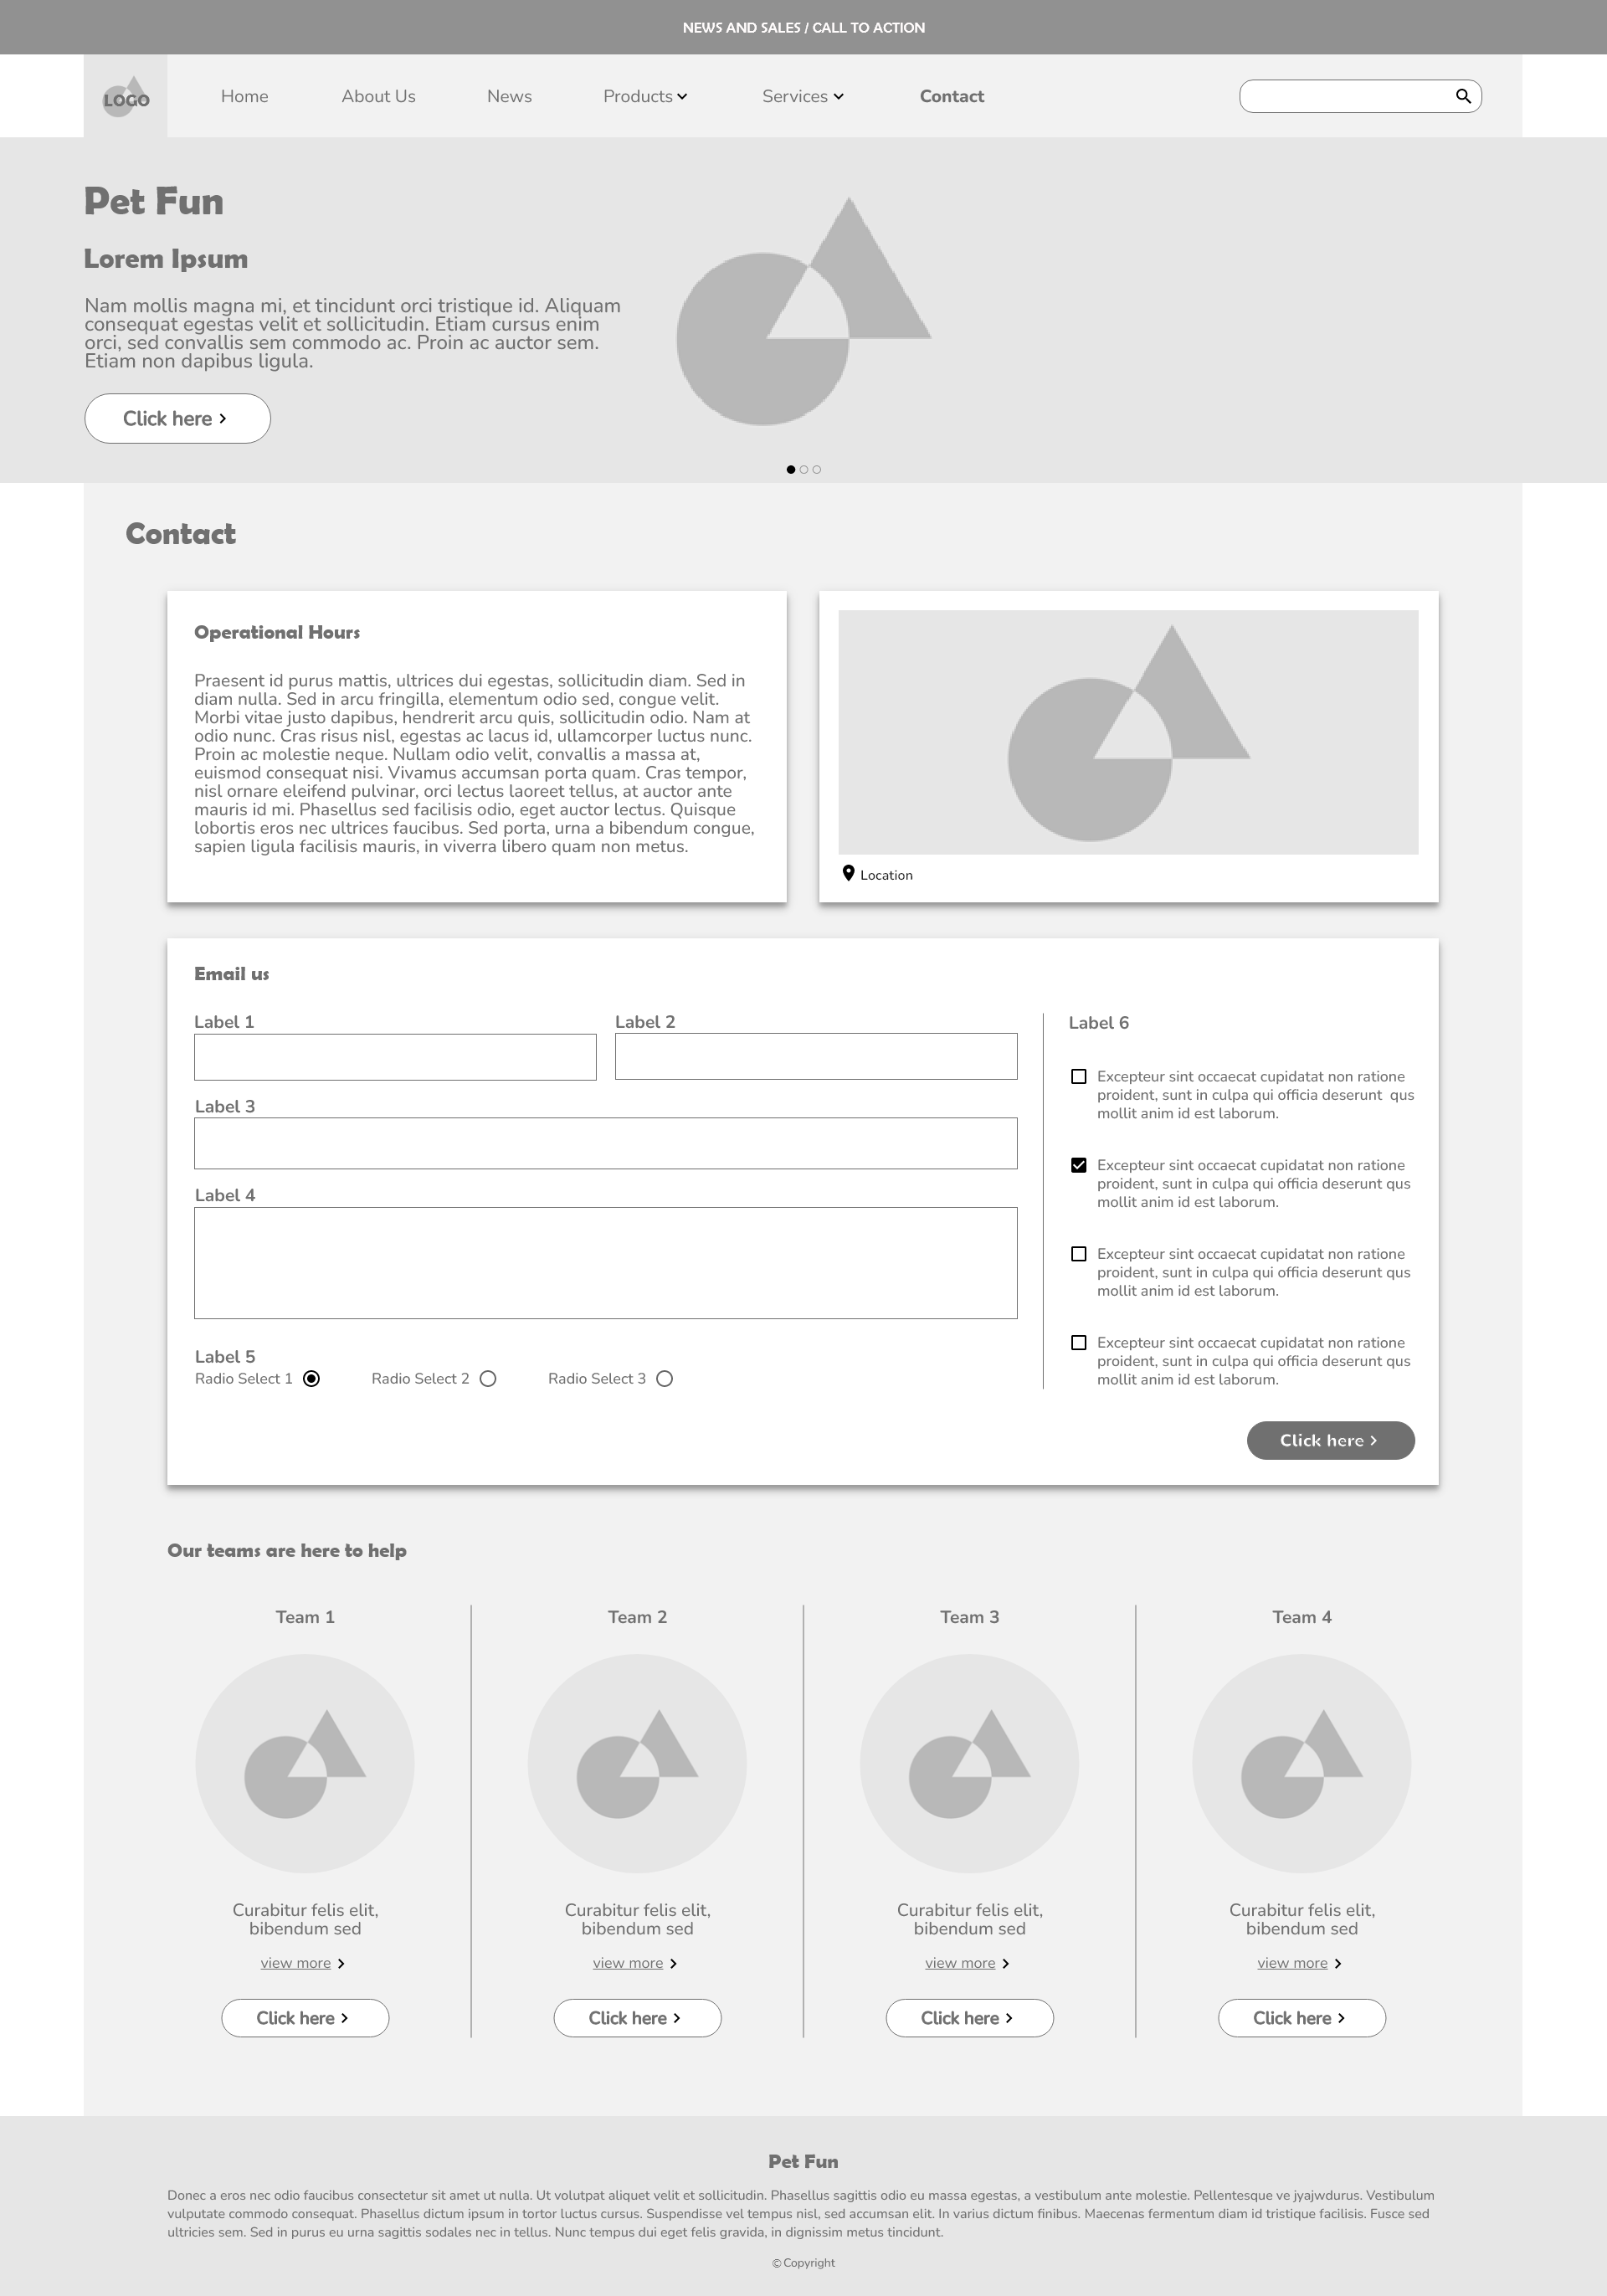 NEWS AND SALES / CALL TO ACTION
LOGO
Home
About Us
News
Products
Services
Contact
Pet Fun
Lorem Ipsum
Nam mollis magna mi, et tincidunt orci tristique id. Aliquam
consequat egestas velit et sollicitudin. Etiam cursus enim
orci, sed convallis sem commodo ac. Proin ac auctor sem.
Etiam non dapibus ligula.
Click here
Contact
Operational Hours
Praesent id purus mattis, ultrices dui egestas, sollicitudin diam. Sed in
diam nulla. Sed in arcu fringilla, elementum odio sed, congue velit.
Morbi vitae justo dapibus, hendrerit arcu quis, sollicitudin odio. Nam at
odio nunc. Cras risus nisl, egestas ac lacus id, ullamcorper luctus nunc.
Proin ac molestie neque. Nullam odio velit, convallis a massa at,
euismod consequat nisi. Vivamus accumsan porta quam. Cras tempor,
nisl ornare eleifend pulvinar, orci lectus laoreet tellus, at auctor ante
mauris id mi. Phasellus sed facilisis odio, eget auctor lectus. Quisque
lobortis eros nec ultrices faucibus. Sed porta, urna a bibendum congue,
sapien ligula facilisis mauris, in viverra libero quam non metus.
Location
Email us
Label 1
Label 2
Label 3
Label 4
Label 5
Radio Select 1
Radio Select 2
Radio Select 3
Label 6
Excepteur sint occaecat cupidatat non ratione
proident, sunt in culpa qui officia deserunt  qus
mollit anim id est laborum.
Excepteur sint occaecat cupidatat non ratione
proident, sunt in culpa qui officia deserunt qus
mollit anim id est laborum.
Excepteur sint occaecat cupidatat non ratione
proident, sunt in culpa qui officia deserunt qus
mollit anim id est laborum.
Excepteur sint occaecat cupidatat non ratione
proident, sunt in culpa qui officia deserunt qus
mollit anim id est laborum.
Click here
Our teams are here to help
Team 1
Curabitur felis elit,
bibendum sed
view more
Click here
Team 2
Curabitur felis elit,
bibendum sed
view more
Click here
Team 3
Curabitur felis elit,
bibendum sed
view more
Click here
Team 4
Curabitur felis elit,
bibendum sed
view more
Click here
Pet Fun
Donec a eros nec odio faucibus consectetur sit amet ut nulla. Ut volutpat aliquet velit et sollicitudin. Phasellus sagittis odio eu massa egestas, a vestibulum ante molestie. Pellentesque ve jyajwdurus. Vestibulum
vulputate commodo consequat. Phasellus dictum ipsum in tortor luctus cursus. Suspendisse vel tempus nisl, sed accumsan elit. In varius dictum finibus. Maecenas fermentum diam id tristique facilisis. Fusce sed
ultricies sem. Sed in purus eu urna sagittis sodales nec in tellus. Nunc tempus dui eget felis gravida, in dignissim metus tincidunt.
© Copyright